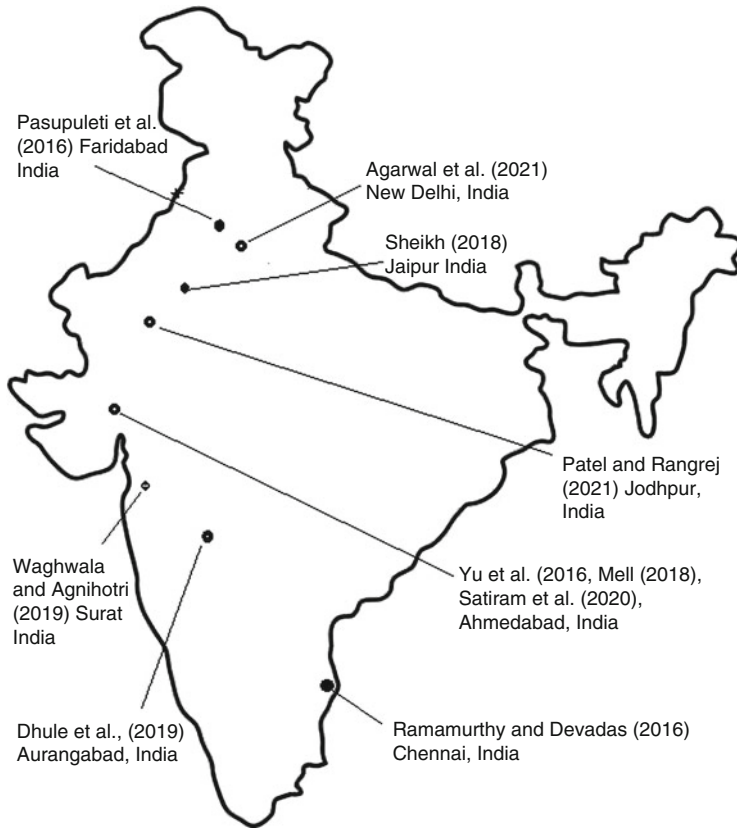 Pasupuleti et al.
(2016) Faridabad
India
Agarwal et al. (2021)
New Delhi, India
Sheikh (2018)
Jaipur India
Patel and Rangrej
(2021) Jodhpur,
India
Waghwala
and Agnihotri
(2019) Surat
India
Yu et al. (2016, Mell (2018),
Satiram et al. (2020),
Ahmedabad, India
Dhule et al., (2019)
Aurangabad, India
Ramamurthy and Devadas (2016)
Chennai, India